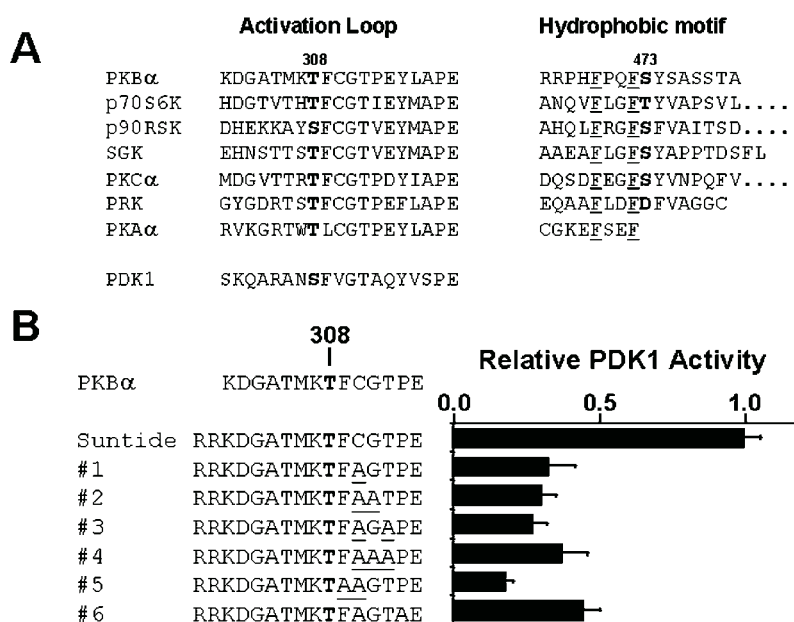 A
Activation Loop Hydrophobic motif
308 473
PKBα KDGATMKTFCGTPEYLAPE RRPHFPQFSYSASSTA
p70S6K HDGTVTHTFCGTIEYMAPE ANQVFLGFTYVAPSVL....
p90RSK DHEKKAYSFCGTVEYMAPE AHQLFRGFSFVAITSD....
SGK EHNSTTSTFCGTPEYLAPE AAEAFLGFSYAPPTDSFL
PKCα MDGVTTRTFCGTPDYIAPE DQSDFEGFSYVNPQFV....
PRK GYGDRTSTFCGTPEFLAPE EQAAFLDFDFVAGGC
PKAα RVKGRTWTLCGTPEYLAPE CGKEFSEF
PDK1 SKQARANSFVGTAQYVSPE
B
308
PKBα KDGATMKTFCGTPE
Relative PDK1 Activity
0.0 0.5 1.0
Suntide RRKDGATMKTFCGTPE
#1 RRKDGATMKTFAGTPE
#2 RRKDGATMKTFAATPE
#3 RRKDGATMKTFAGAPE
#4 RRKDGATMKTFAAAPE
#5 RRKDGATMKTAAGTPE
#6 RRKDGATMKTFAGTAE